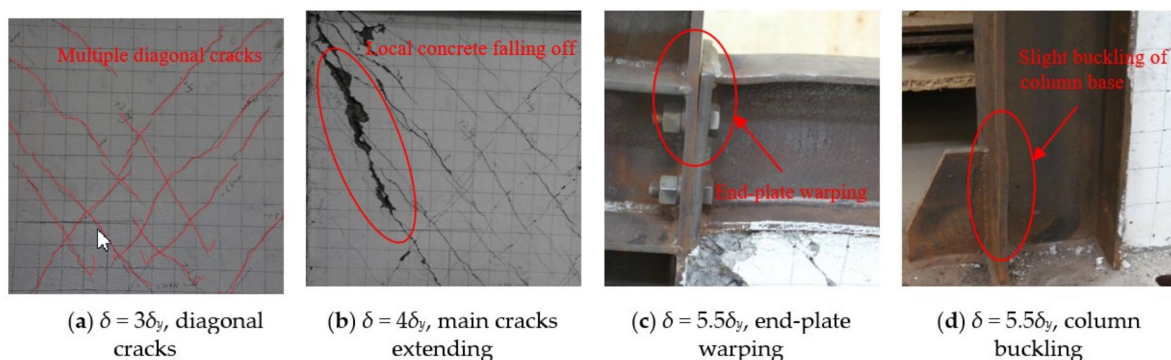 Multiple diagonal cracks
Local concrete falling off
End-plate warping
Slight buckling of
column base
(a) δ = 3δy, diagonal
cracks
(b) δ = 4δy, main cracks
extending
(c) δ = 5.5δy, end-plate
warping
(d) δ = 5.5δy, column
buckling